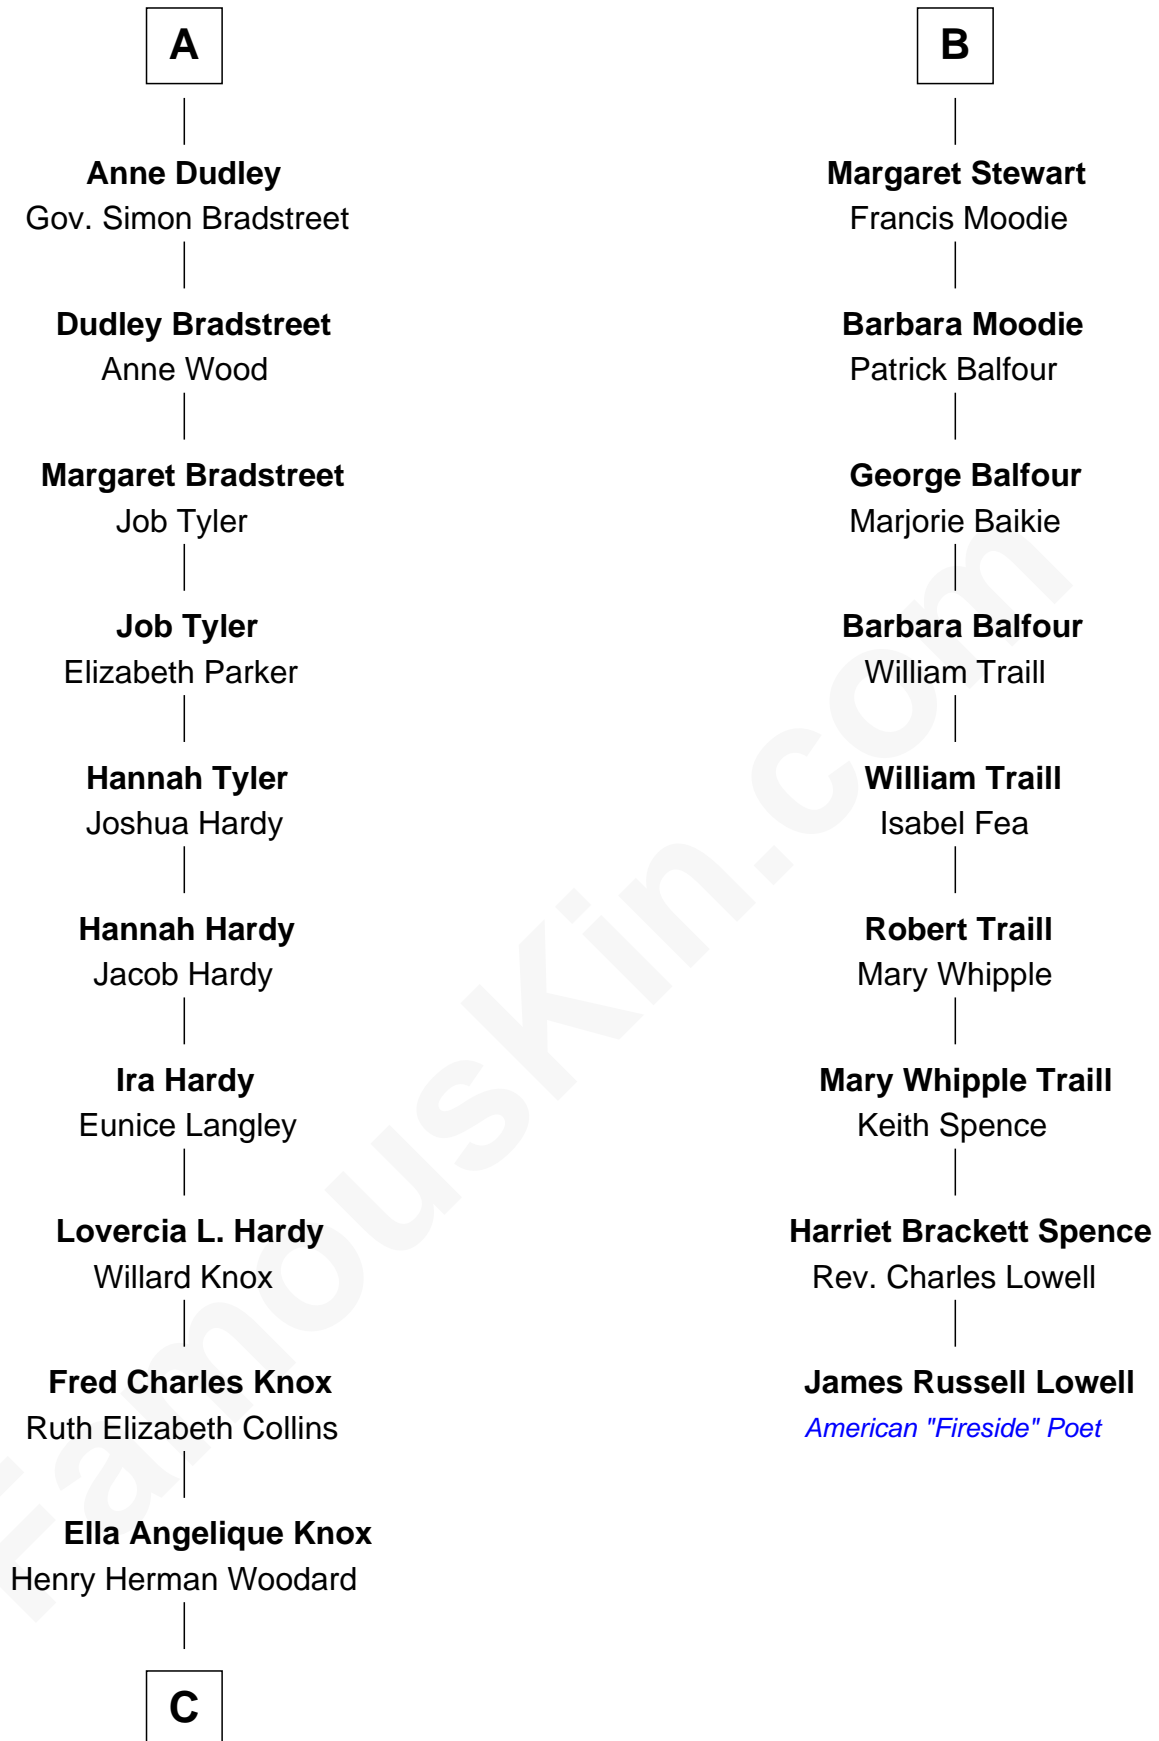 A
Anne Dudley
Gov. Simon Bradstreet
Dudley Bradstreet
Anne Wood
Margaret Bradstreet
Job Tyler
Job Tyler
Elizabeth Parker
Hannah Tyler
Joshua Hardy
Hannah Hardy
Jacob Hardy
Ira Hardy
Eunice Langley
Lovercia L. Hardy
Willard Knox
Fred Charles Knox
Ruth Elizabeth Collins
Ella Angelique Knox
Henry Herman Woodard
C
B
Margaret Stewart
Francis Moodie
Barbara Moodie
Patrick Balfour
George Balfour
Marjorie Baikie
Barbara Balfour
William Traill
William Traill
Isabel Fea
Robert Traill
Mary Whipple
Mary Whipple Traill
Keith Spence
Harriet Brackett Spence
Rev. Charles Lowell
James Russell Lowell
American "Fireside" Poet
FamousKin.com